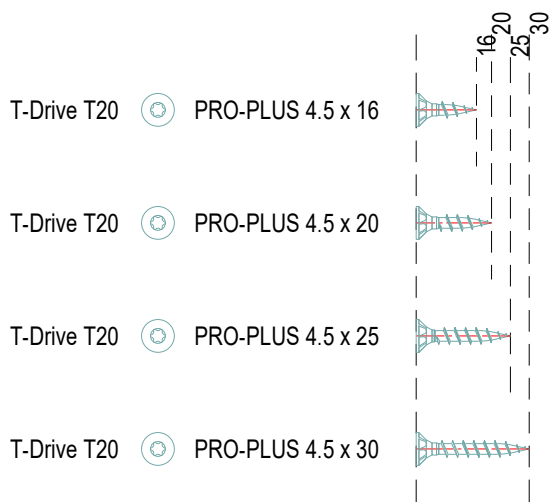 16 20 25 30
T-Drive T20 PRO-PLUS 4.5 x 16
T-Drive T20 PRO-PLUS 4.5 x 20
T-Drive T20 PRO-PLUS 4.5 x 25
T-Drive T20 PRO-PLUS 4.5 x 30